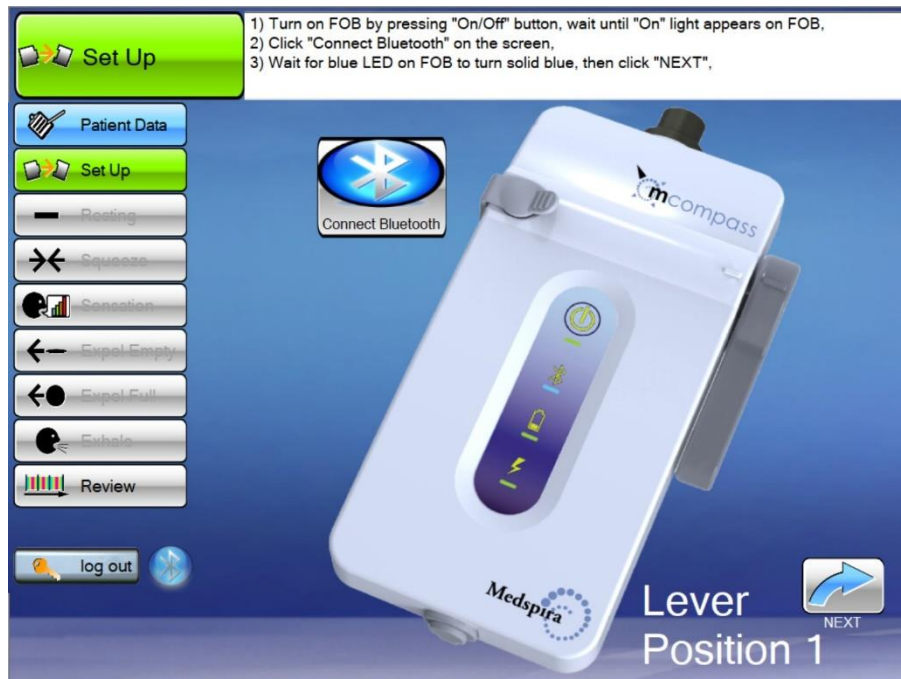 Set Up
1) Turn on FOB by pressing "On/Off" button, wait until "On" light appears on FOB,
2) Click "Connect Bluetooth" on the screen,
3) Wait for blue LED on FOB to turn solid blue, then click "NEXT",
Patient Data
Set Up
Resting
Squeeze
Sensation
Expel Empty
Expel Full
Exhale
Review
log out
Connect Bluetooth
mcompass
Medspira
Lever
Position 1
NEXT